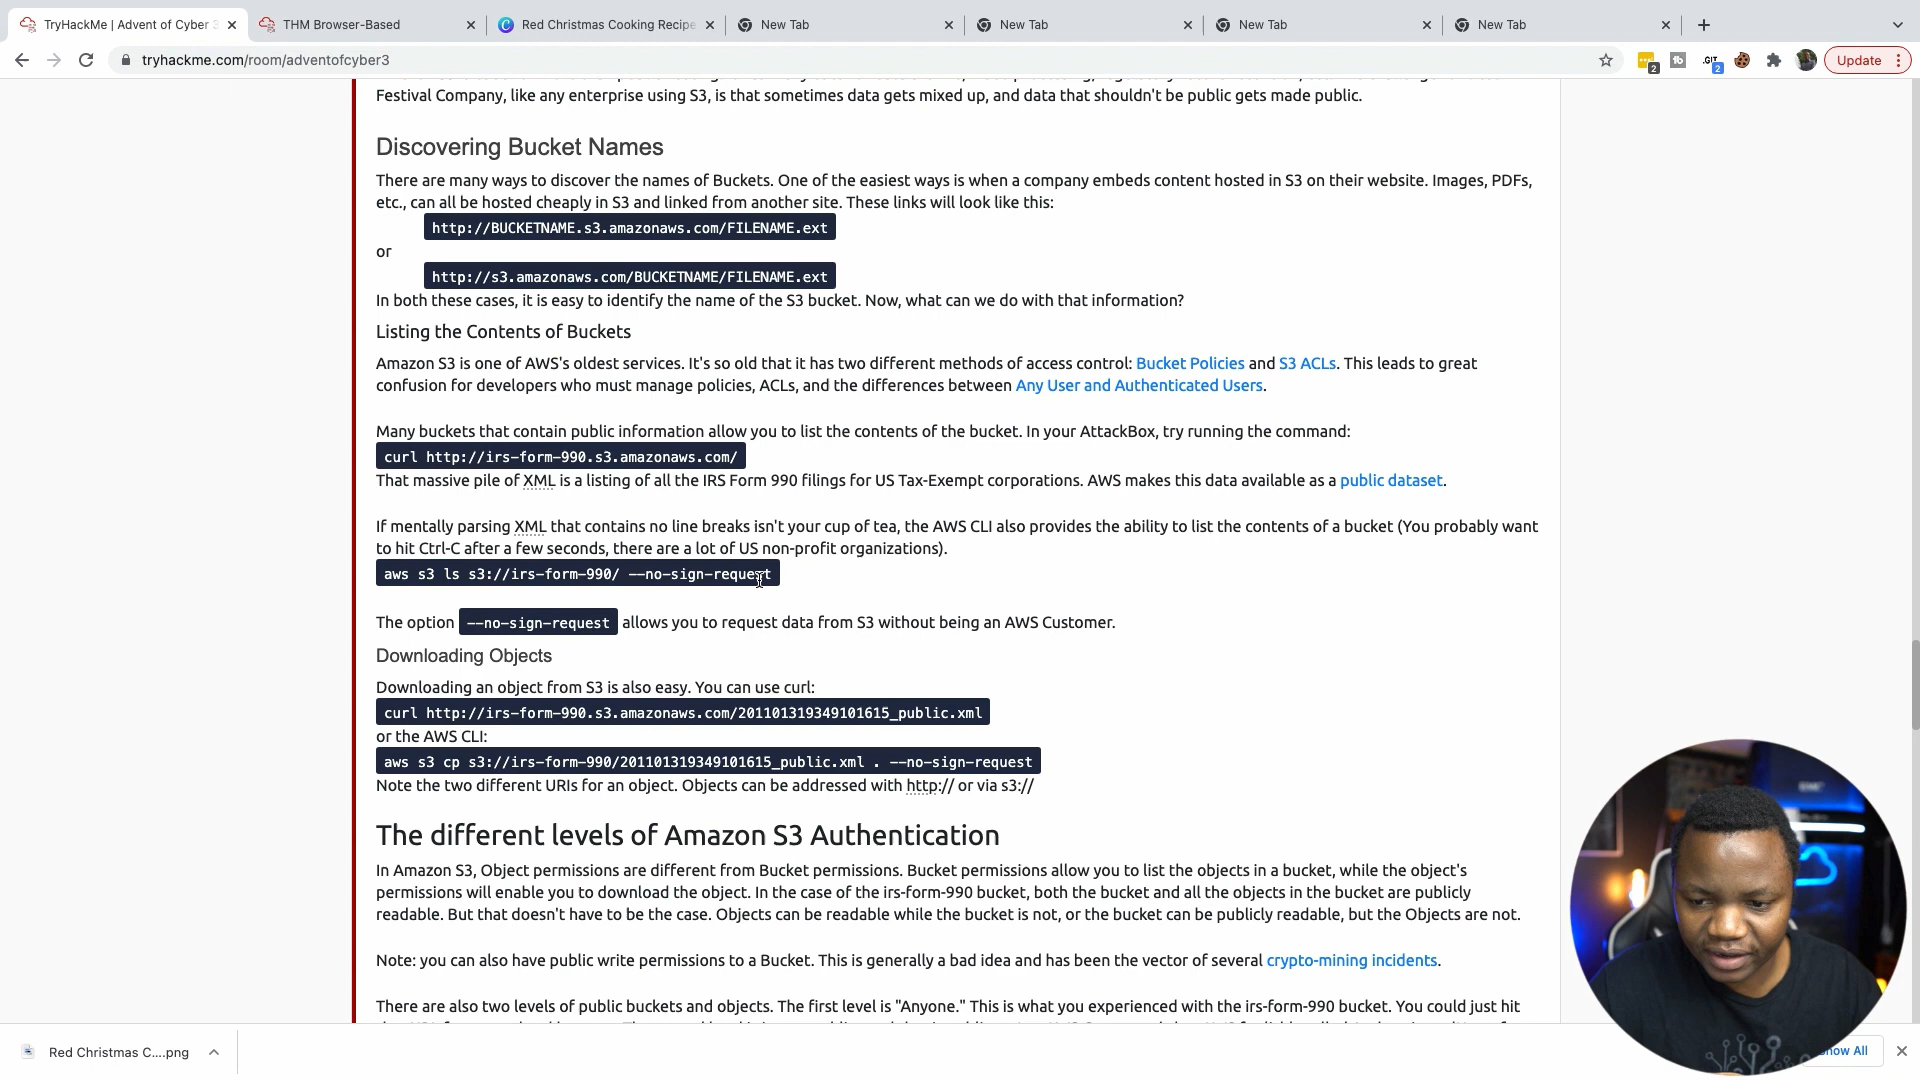 TryHackMe | Advent of Cyber 3
THM Browser-Based
Red Christmas Cooking Recipe
New Tab
New Tab
New Tab
New Tab
tryhackme.com/room/adventofcyber3
2
.GIT
2
Update
Festival Company, like any enterprise using S3, is that sometimes data gets mixed up, and data that shouldn't be public gets made public.
Discovering Bucket Names
There are many ways to discover the names of Buckets. One of the easiest ways is when a company embeds content hosted in S3 on their website. Images, PDFs,
etc., can all be hosted cheaply in S3 and linked from another site. These links will look like this:
http://BUCKETNAME.s3.amazonaws.com/FILENAME.ext
or
http://s3.amazonaws.com/BUCKETNAME/FILENAME.ext
In both these cases, it is easy to identify the name of the S3 bucket. Now, what can we do with that information?
Listing the Contents of Buckets
Amazon S3 is one of AWS's oldest services. It's so old that it has two different methods of access control: Bucket Policies and S3 ACLs. This leads to great
confusion for developers who must manage policies, ACLs, and the differences between Any User and Authenticated Users.
Many buckets that contain public information allow you to list the contents of the bucket. In your AttackBox, try running the command:
curl http://irs-form-990.s3.amazonaws.com/
That massive pile of XML is a listing of all the IRS Form 990 filings for US Tax-Exempt corporations. AWS makes this data available as a public dataset.
If mentally parsing XML that contains no line breaks isn't your cup of tea, the AWS CLI also provides the ability to list the contents of a bucket (You probably want
to hit Ctrl-C after a few seconds, there are a lot of US non-profit organizations).
aws s3 ls s3://irs-form-990/ --no-sign-request
The option --no-sign-request allows you to request data from S3 without being an AWS Customer.
Downloading Objects
Downloading an object from S3 is also easy. You can use curl:
curl http://irs-form-990.s3.amazonaws.com/201101319349101615_public.xml
or the AWS CLI:
aws s3 cp s3://irs-form-990/201101319349101615_public.xml . --no-sign-request
Note the two different URIs for an object. Objects can be addressed with http:// or via s3://
The different levels of Amazon S3 Authentication
In Amazon S3, Object permissions are different from Bucket permissions. Bucket permissions allow you to list the objects in a bucket, while the object's
permissions will enable you to download the object. In the case of the irs-form-990 bucket, both the bucket and all the objects in the bucket are publicly
readable. But that doesn't have to be the case. Objects can be readable while the bucket is not, or the bucket can be publicly readable, but the Objects are not.
Note: you can also have public write permissions to a Bucket. This is generally a bad idea and has been the vector of several crypto-mining incidents.
There are also two levels of public buckets and objects. The first level is "Anyone." This is what you experienced with the irs-form-990 bucket. You could just hit
Red Christmas C....png
Show All